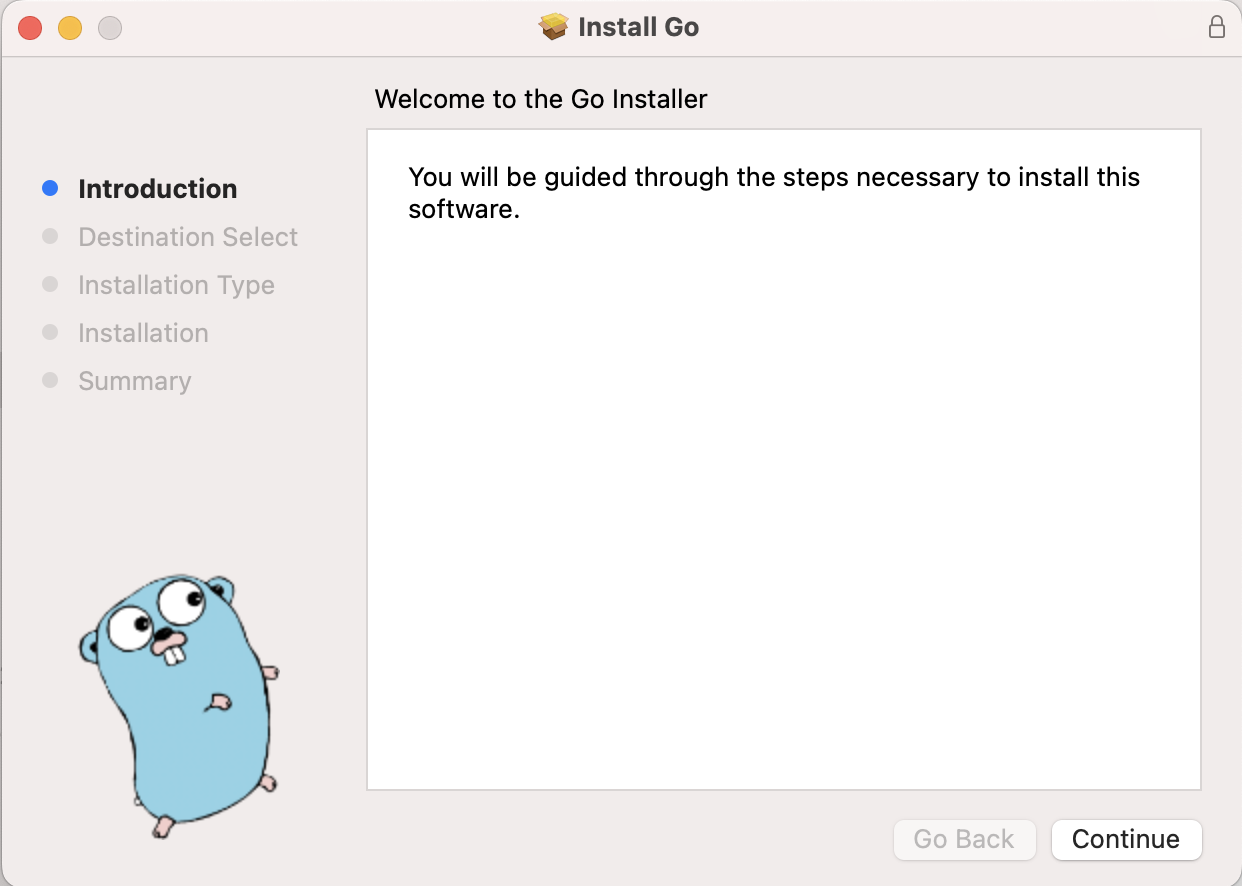 Install Go
Welcome to the Go Installer
Introduction
Destination Select
Installation Type
Installation
Summary
You will be guided through the steps necessary to install this
software.
Go Back
Continue